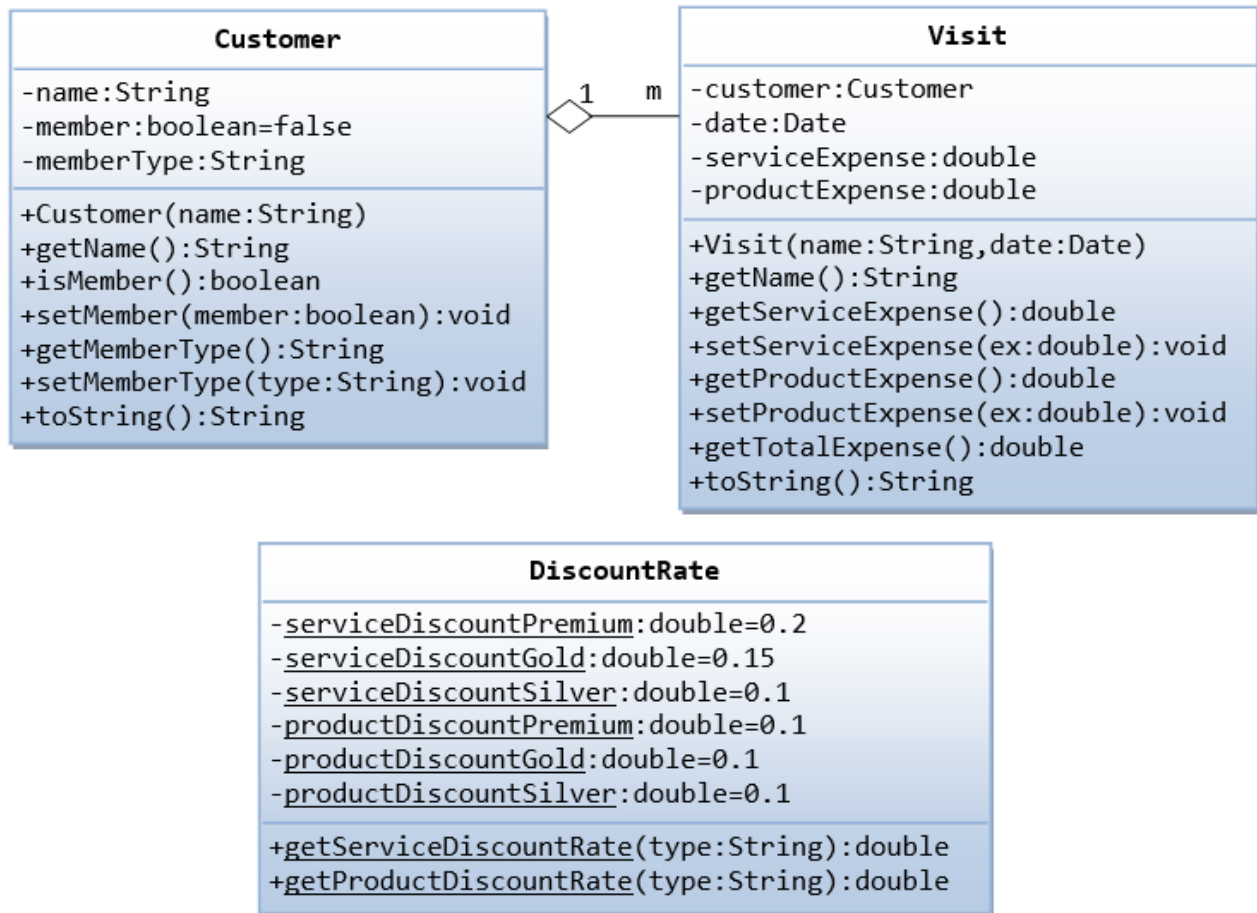 Customer
-name:String
-member:boolean=false
-memberType:String
+Customer(name:String)
+getName():String
+isMember():boolean
+setMember(member:boolean):void
+getMemberType():String
+setMemberType(type:String):void
+toString():String
1
m
Visit
-customer:Customer
-date:Date
-serviceExpense:double
-productExpense:double
+Visit(name:String,date:Date)
+getName():String
+getServiceExpense():double
+setServiceExpense(ex:double):void
+getProductExpense():double
+setProductExpense(ex:double):void
+getTotalExpense():double
+toString():String
DiscountRate
-serviceDiscountPremium:double=0.2
-serviceDiscountGold:double=0.15
-serviceDiscountSilver:double=0.1
-productDiscountPremium:double=0.1
-productDiscountGold:double=0.1
-productDiscountSilver:double=0.1
+getServiceDiscountRate(type:String):double
+getProductDiscountRate(type:String):double